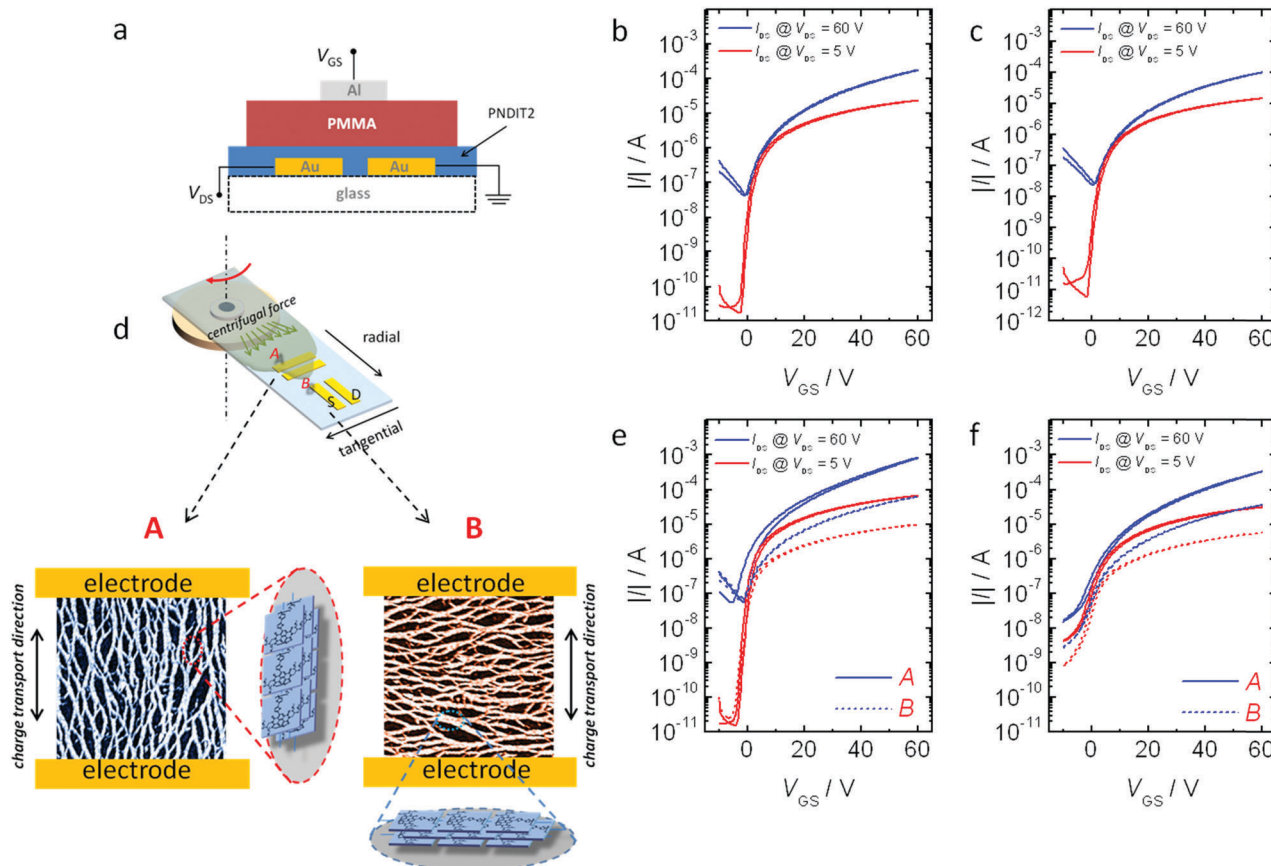 a
V_GS
Al
PMMA
PNDIT2
Au
Au
V_DS
glass
b
I_DS @ V_DS = 60 V
I_DS @ V_DS = 5 V
|I| / A
10^-3
10^-4
10^-5
10^-6
10^-7
10^-8
10^-9
10^-10
10^-11
0 20 40 60
V_GS / V
c
I_DS @ V_DS = 60 V
I_DS @ V_DS = 5 V
|I| / A
10^-3
10^-4
10^-5
10^-6
10^-7
10^-8
10^-9
10^-10
10^-11
10^-12
0 20 40 60
V_GS / V
d
centrifugal force
radial
A
B
S
D
tangential
A
electrode
charge transport direction
electrode
B
electrode
charge transport direction
electrode
e
I_DS @ V_DS = 60 V
I_DS @ V_DS = 5 V
|I| / A
10^-3
10^-4
10^-5
10^-6
10^-7
10^-8
10^-9
10^-10
10^-11
A
B
0 20 40 60
V_GS / V
f
I_DS @ V_DS = 60 V
I_DS @ V_DS = 5 V
|I| / A
10^-3
10^-4
10^-5
10^-6
10^-7
10^-8
10^-9
10^-10
10^-11
A
B
0 20 40 60
V_GS / V